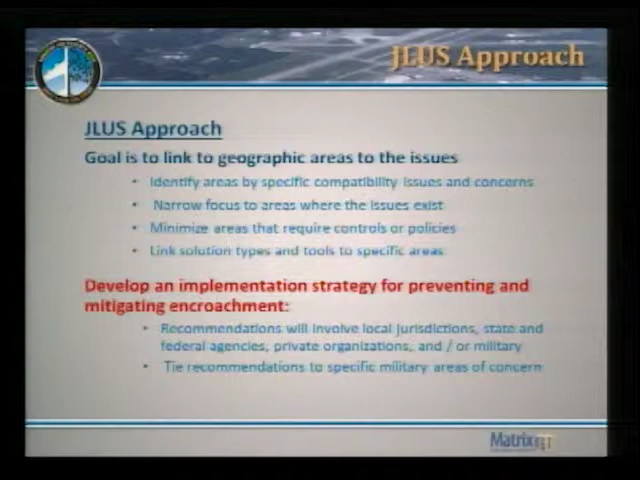 JLUS Approach
JLUS Approach
Goal is to link to geographic areas to the issues
• Identify areas by specific compatibility issues and concerns
• Narrow focus to areas where the issues exist
• Minimize areas that require controls or policies
• Link solution types and tools to specific areas
Develop an implementation strategy for preventing and
mitigating encroachment:
• Recommendations will involve local jurisdictions, state and
federal agencies, private organizations, and / or military
• Tie recommendations to specific military areas of concern
Matrix